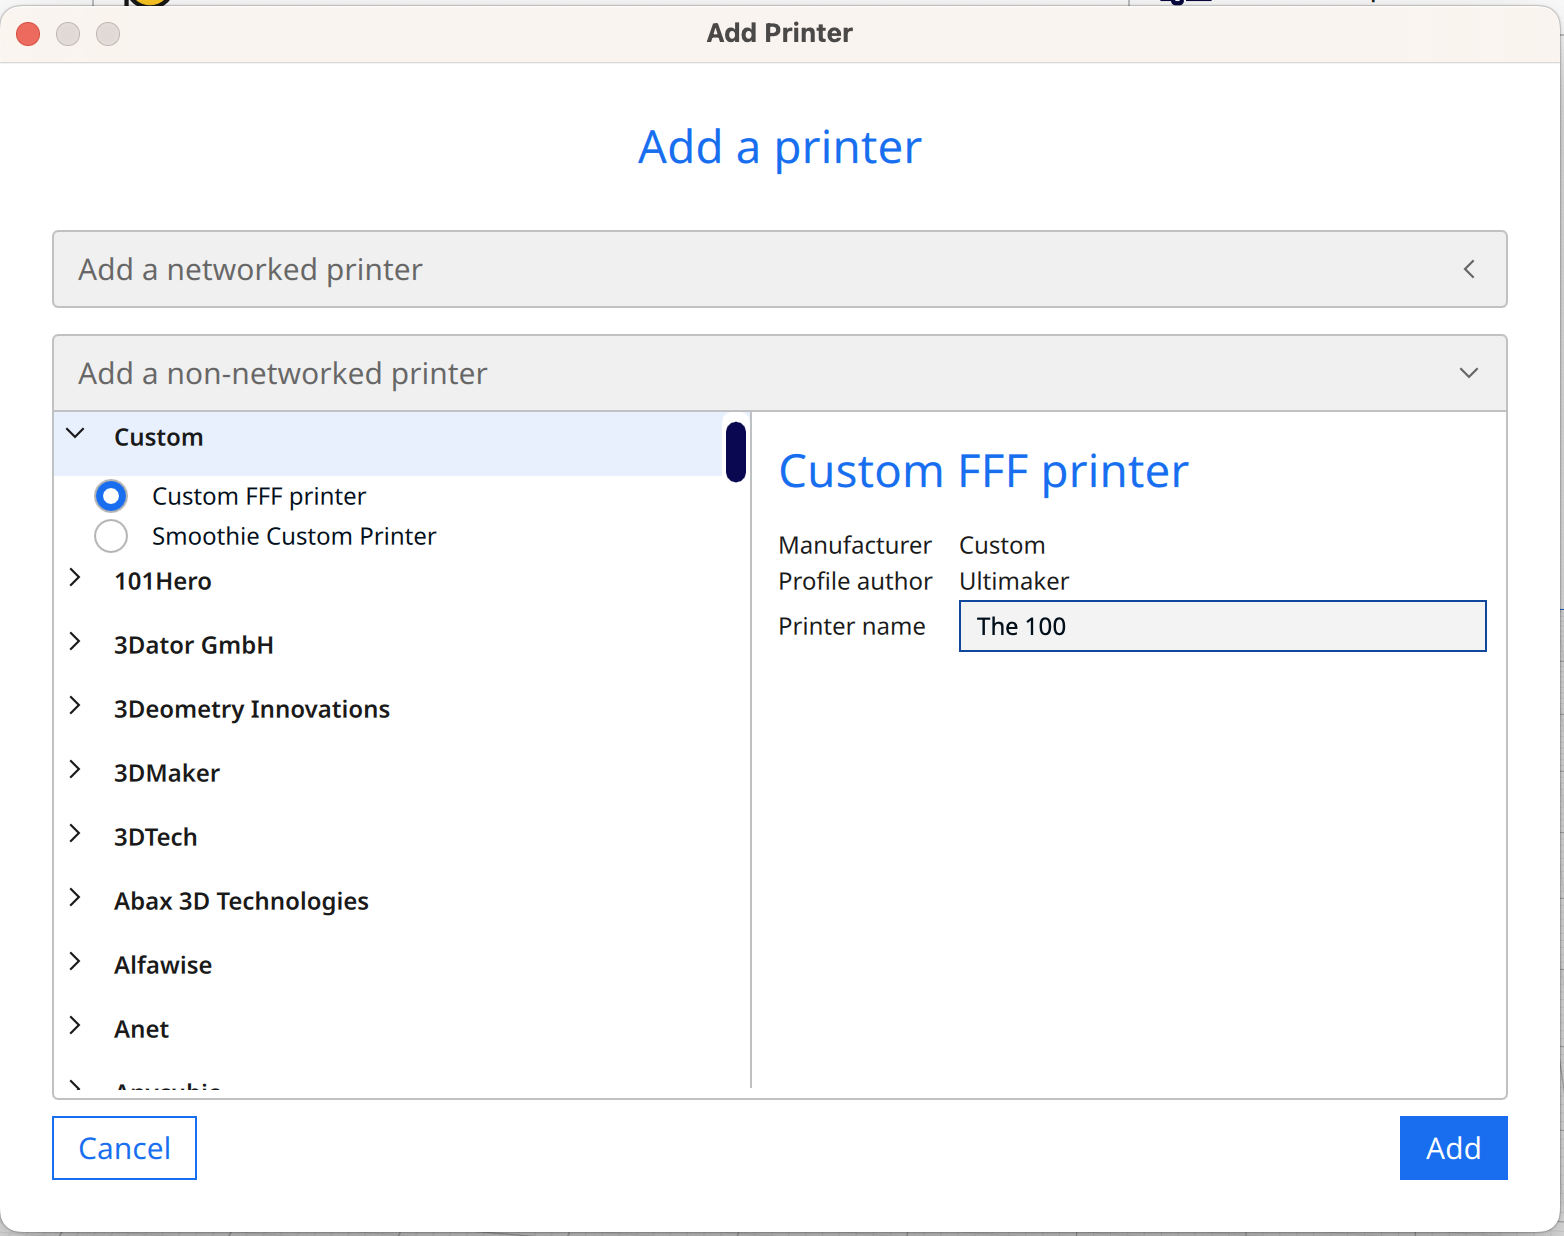 Add Printer
Add a printer
Add a networked printer
Add a non-networked printer
Custom
Custom FFF printer
Smoothie Custom Printer
101Hero
3Dator GmbH
3Deometry Innovations
3DMaker
3DTech
Abax 3D Technologies
Alfawise
Anet
Custom FFF printer
Manufacturer Custom
Profile author Ultimaker
Printer name The 100
Cancel
Add